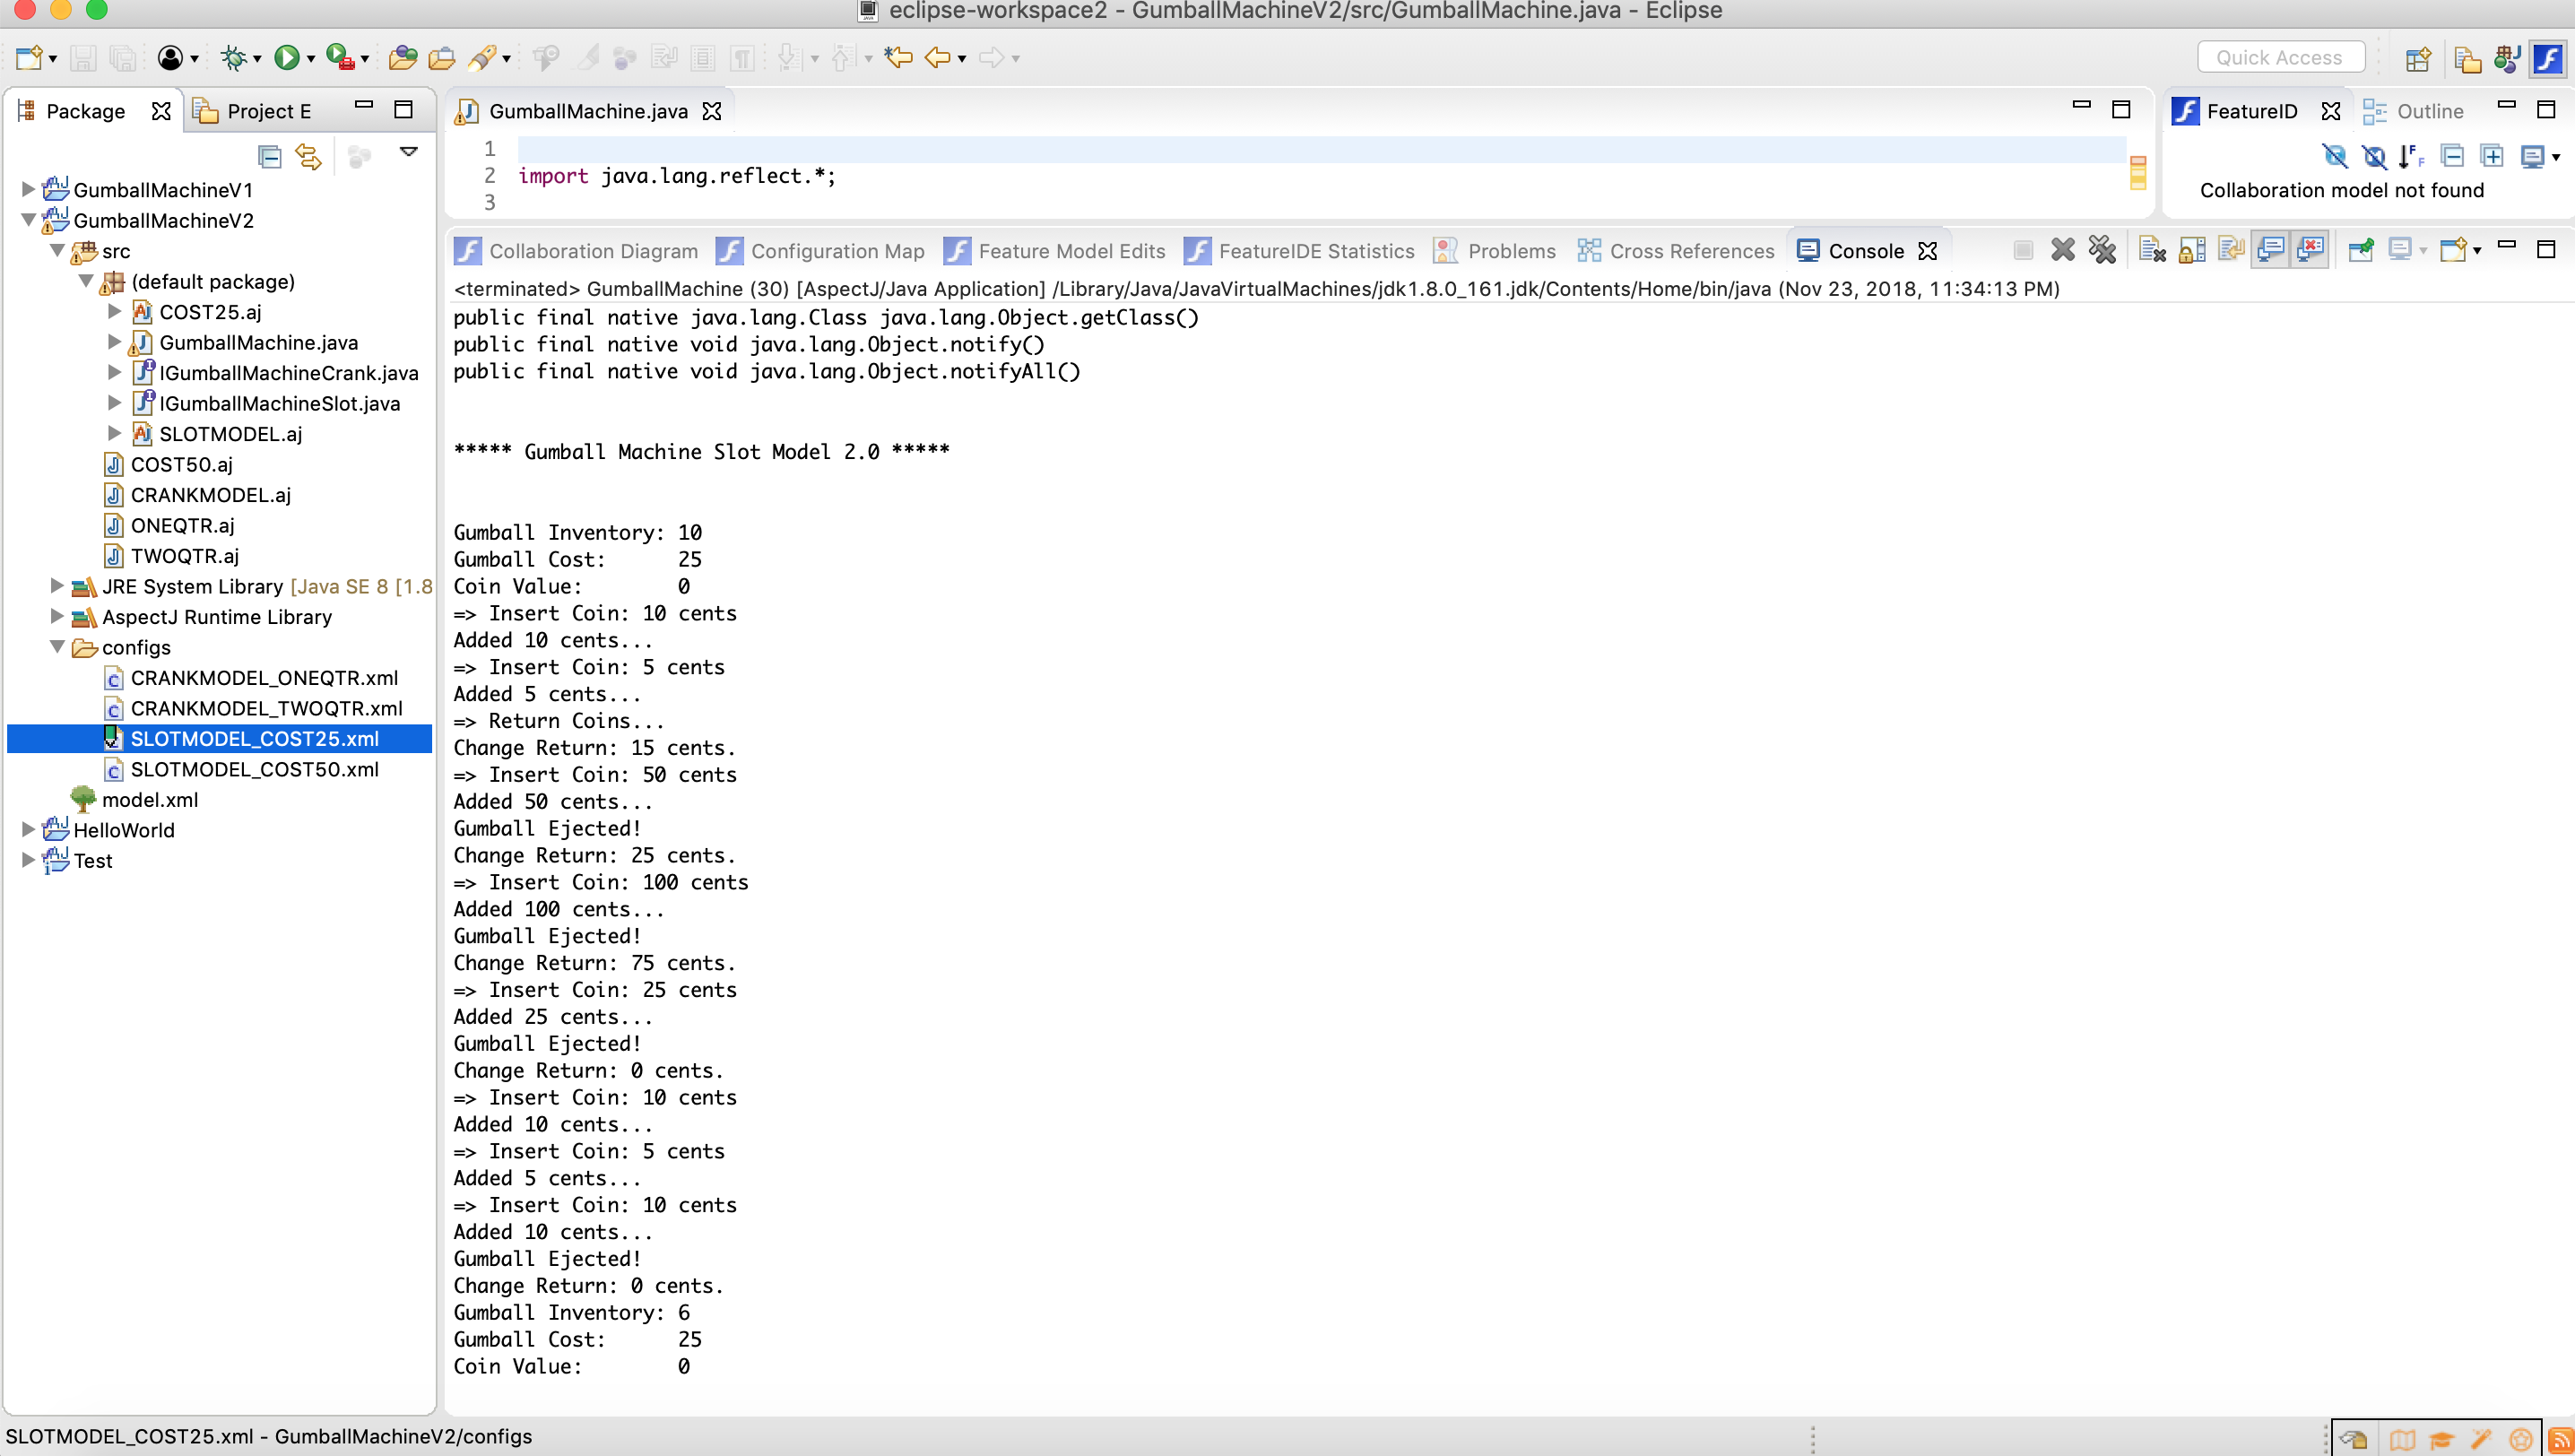 eclipse-workspace2 - GumballMachineV2/src/GumballMachine.java - Eclipse
Quick Access
Package
Project E
GumballMachineV1
GumballMachineV2
src
(default package)
COST25.aj
GumballMachine.java
IGumballMachineCrank.java
IGumballMachineSlot.java
SLOTMODEL.aj
COST50.aj
CRANKMODEL.aj
ONEQTR.aj
TWOQTR.aj
JRE System Library [Java SE 8 [1.8
AspectJ Runtime Library
configs
CRANKMODEL_ONEQTR.xml
CRANKMODEL_TWOQTR.xml
SLOTMODEL_COST25.xml
SLOTMODEL_COST50.xml
model.xml
HelloWorld
Test
GumballMachine.java
1
2 import java.lang.reflect.*;
3
FeatureID
Outline
Collaboration model not found
Collaboration Diagram
Configuration Map
Feature Model Edits
FeatureIDE Statistics
Problems
Cross References
Console
<terminated> GumballMachine (30) [AspectJ/Java Application] /Library/Java/JavaVirtualMachines/jdk1.8.0_161.jdk/Contents/Home/bin/java (Nov 23, 2018, 11:34:13 PM)
public final native java.lang.Class java.lang.Object.getClass()
public final native void java.lang.Object.notify()
public final native void java.lang.Object.notifyAll()
***** Gumball Machine Slot Model 2.0 *****
Gumball Inventory: 10
Gumball Cost: 25
Coin Value: 0
=> Insert Coin: 10 cents
Added 10 cents...
=> Insert Coin: 5 cents
Added 5 cents...
=> Return Coins...
Change Return: 15 cents.
=> Insert Coin: 50 cents
Added 50 cents...
Gumball Ejected!
Change Return: 25 cents.
=> Insert Coin: 100 cents
Added 100 cents...
Gumball Ejected!
Change Return: 75 cents.
=> Insert Coin: 25 cents
Added 25 cents...
Gumball Ejected!
Change Return: 0 cents.
=> Insert Coin: 10 cents
Added 10 cents...
=> Insert Coin: 5 cents
Added 5 cents...
=> Insert Coin: 10 cents
Added 10 cents...
Gumball Ejected!
Change Return: 0 cents.
Gumball Inventory: 6
Gumball Cost: 25
Coin Value: 0
SLOTMODEL_COST25.xml - GumballMachineV2/configs